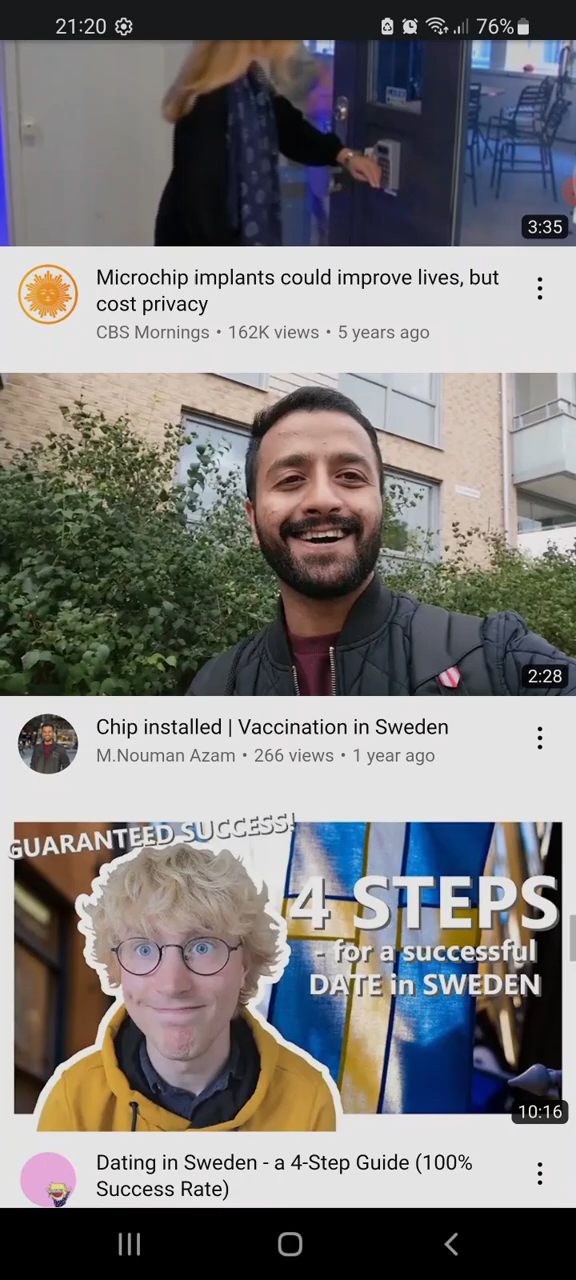 21:20
76%
3:35
Microchip implants could improve lives, but
cost privacy
CBS Mornings • 162K views • 5 years ago
2:28
Chip installed | Vaccination in Sweden
M.Nouman Azam • 266 views • 1 year ago
GUARANTEED SUCCESS!
4 STEPS
- for a successful
DATE in SWEDEN
10:16
Dating in Sweden - a 4-Step Guide (100%
Success Rate)